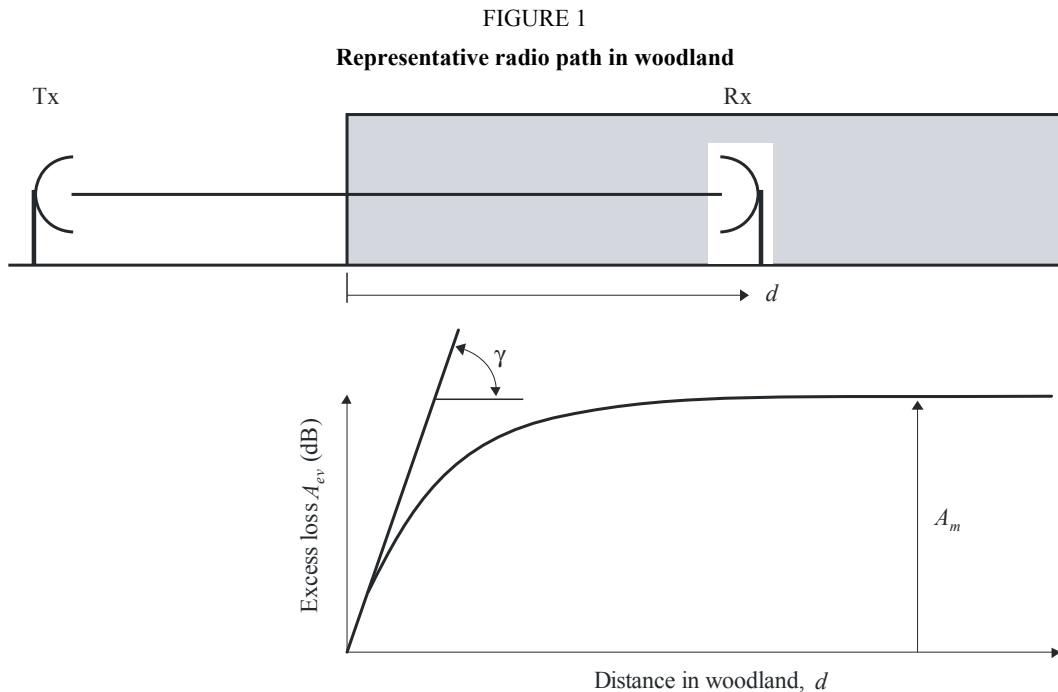 FIGURE 1
Representative radio path in woodland
Tx
Rx
d
γ
Excess loss A_ev (dB)
A_m
Distance in woodland, d